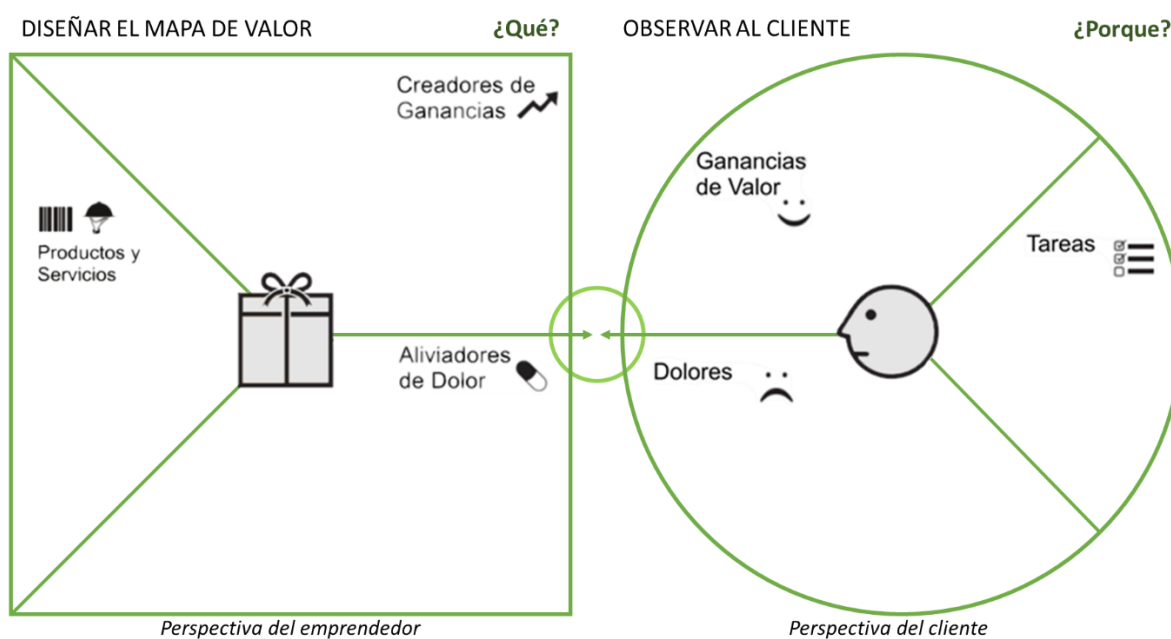 DISEÑAR EL MAPA DE VALOR
¿Qué?
Creadores de
Ganancias
Productos y
Servicios
Aliviadores
de Dolor
Perspectiva del emprendedor
OBSERVAR AL CLIENTE
¿Porque?
Ganancias
de Valor
Tareas
Dolores
Perspectiva del cliente